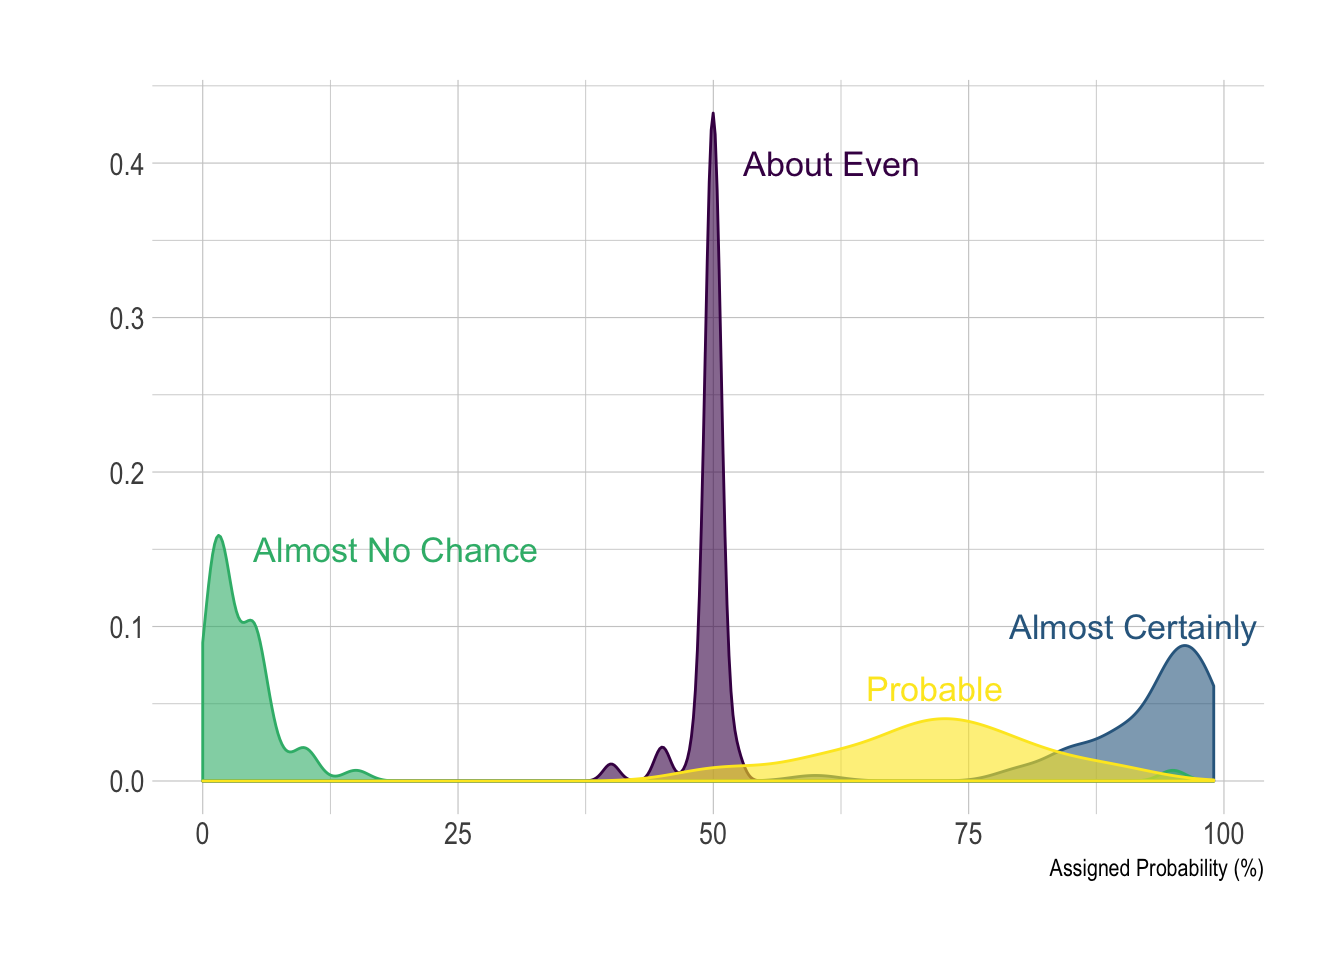 0.4
About Even
0.3
0.2
Almost No Chance
0.1
Almost Certainly
Probable
0.0
0 25 50 75 100
Assigned Probability (%)